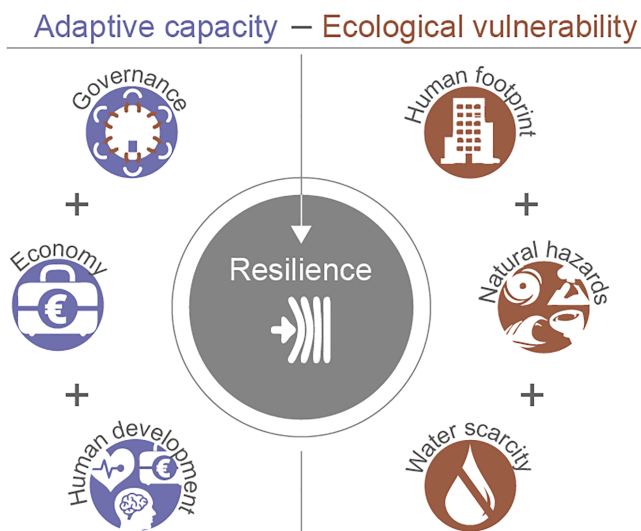 Adaptive capacity – Ecological vulnerability
Governance
Human footprint
+
+
Economy
€
Resilience
Natural hazards
+
+
Human development
€
Water scarcity